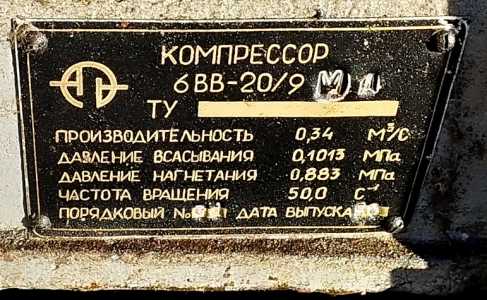 КОМПРЕССОР
6ВВ-20/9 М1
ТУ
ПРОИЗВОДИТЕЛЬНОСТЬ 0,34 М³/С
ДАВЛЕНИЕ ВСАСЫВАНИЯ 0,1013 МПа
ДАВЛЕНИЕ НАГНЕТАНИЯ 0,883 МПа
ЧАСТОТА ВРАЩЕНИЯ 50,0 С⁻¹
ПОРЯДКОВЫЙ № ДАТА ВЫПУСКА